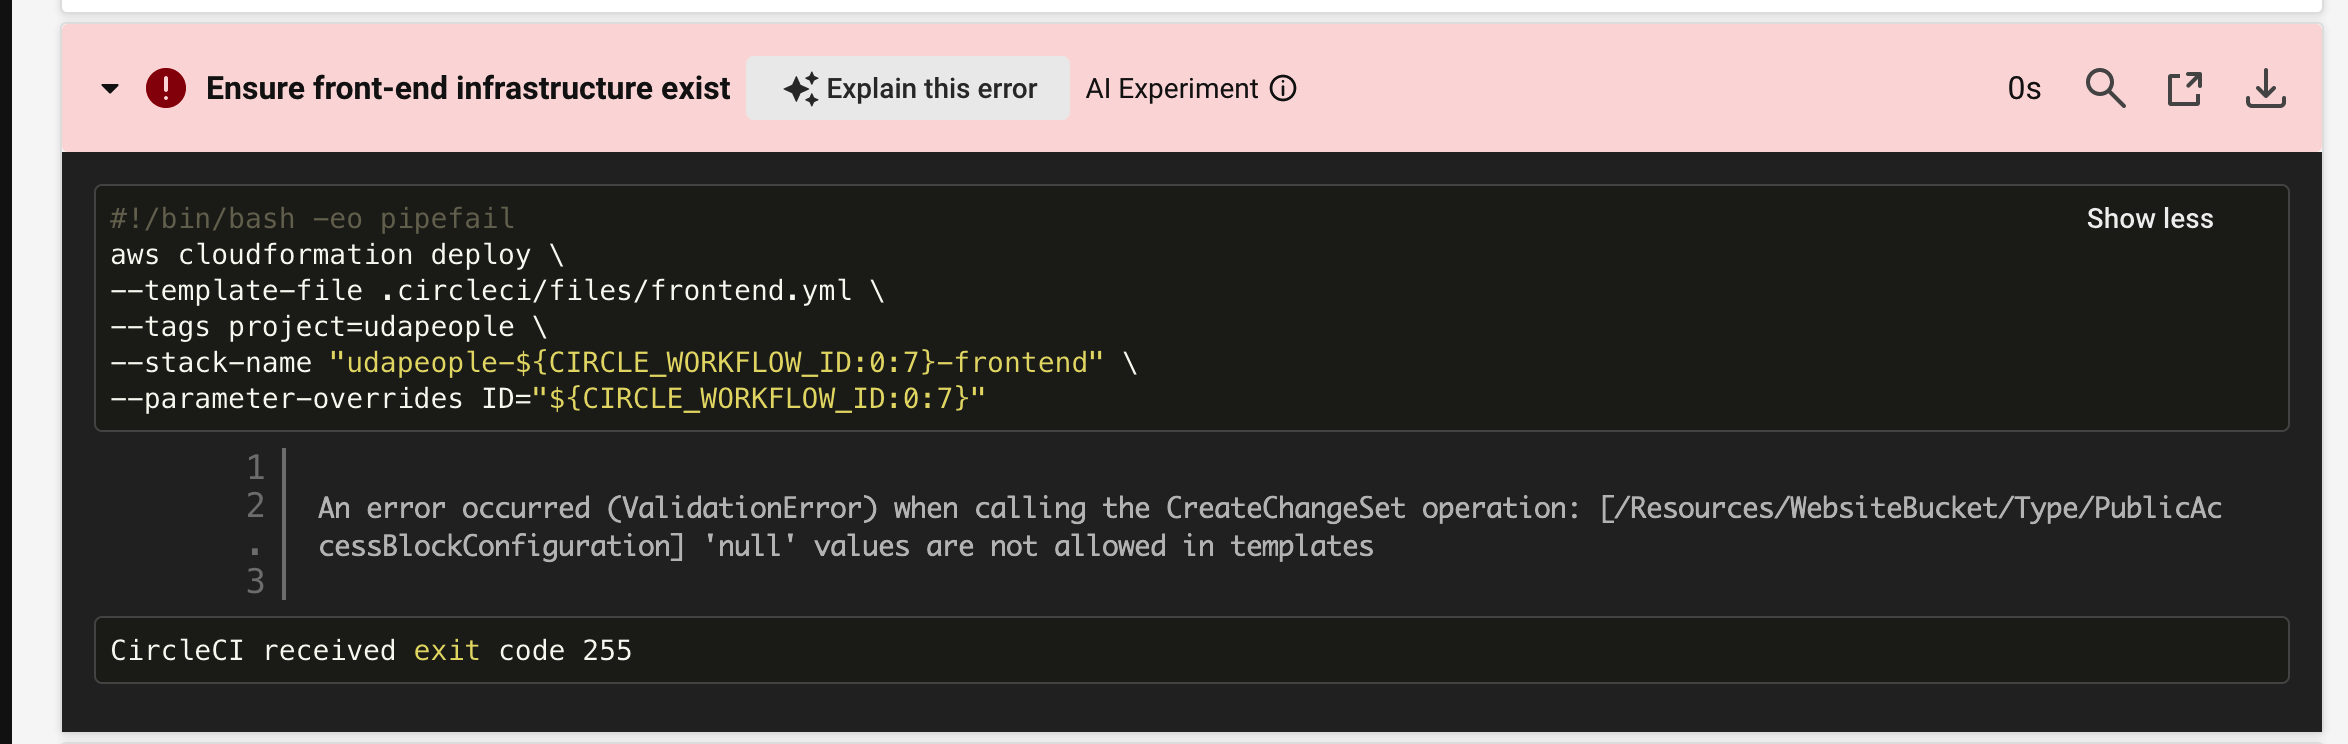 Ensure front-end infrastructure exist Explain this error AI Experiment 0s
#!/bin/bash -eo pipefail
Show less
aws cloudformation deploy \
--template-file .circleci/files/frontend.yml \
--tags project=udapeople \
--stack-name "udapeople-${CIRCLE_WORKFLOW_ID:0:7}-frontend" \
--parameter-overrides ID="${CIRCLE_WORKFLOW_ID:0:7}"
1
2 An error occurred (ValidationError) when calling the CreateChangeSet operation: [/Resources/WebsiteBucket/Type/PublicAc
. cessBlockConfiguration] 'null' values are not allowed in templates
3
CircleCI received exit code 255